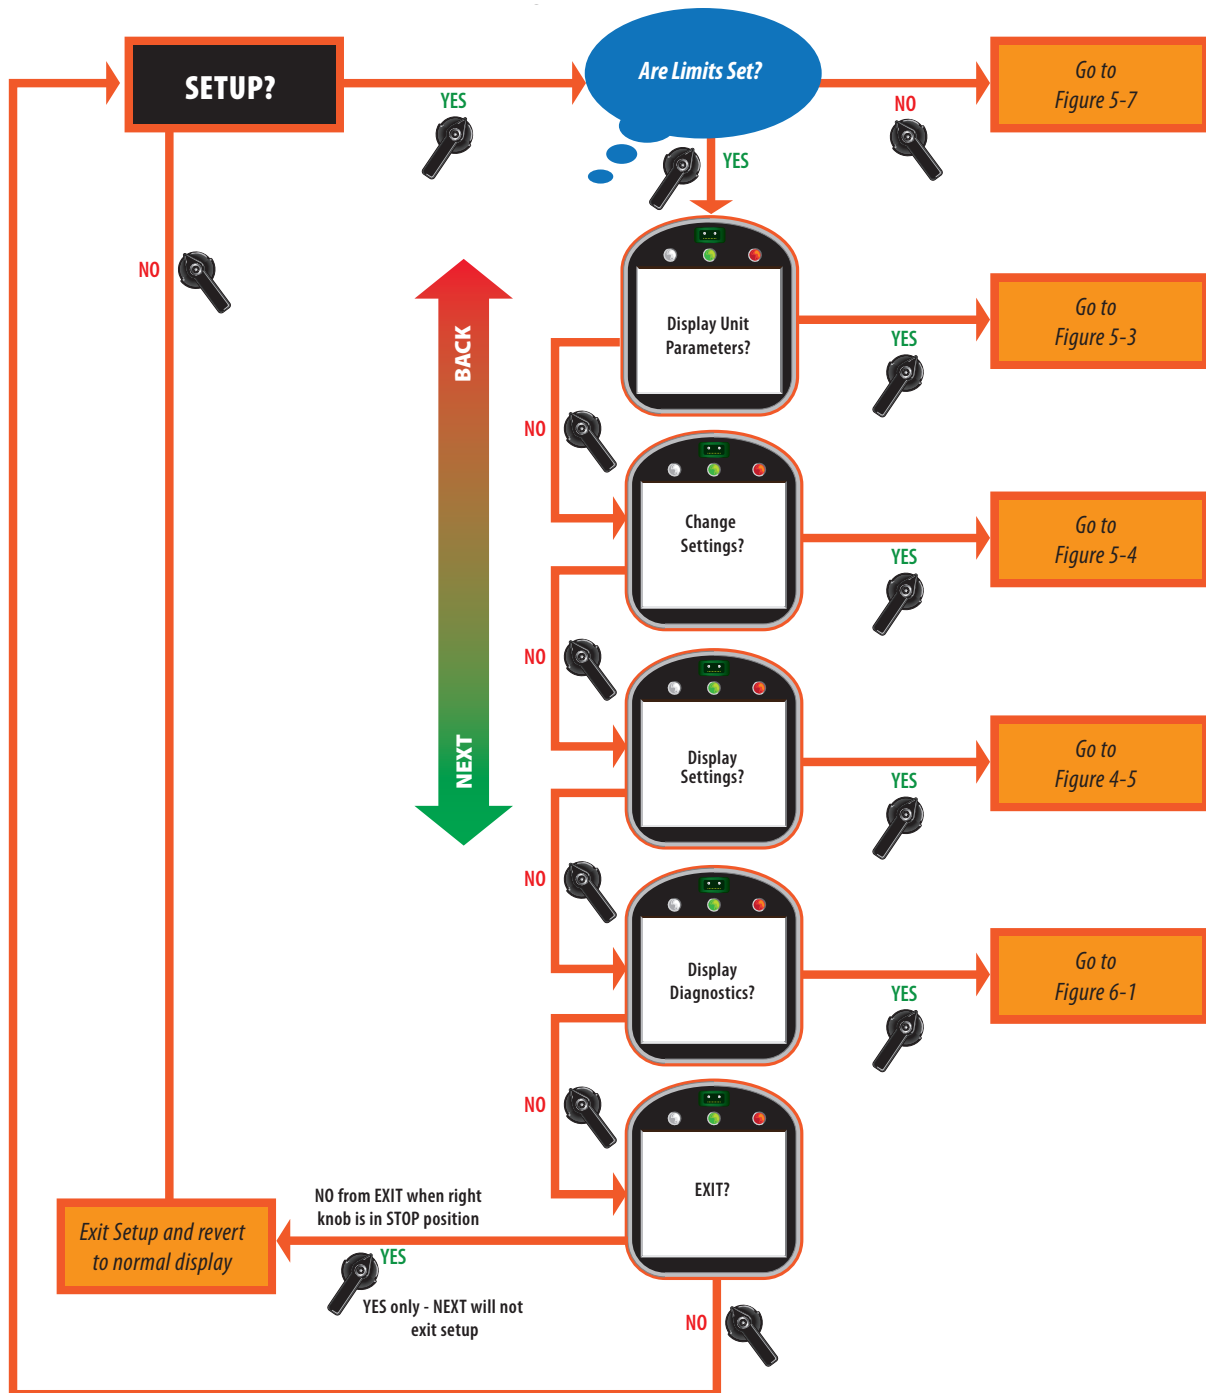 SETUP?
YES
Are Limits Set?
NO
Go to
Figure 5-7
YES
NO
BACK
NEXT
Display Unit
Parameters?
YES
Go to
Figure 5-3
NO
Change
Settings?
YES
Go to
Figure 5-4
NO
Display
Settings?
YES
Go to
Figure 4-5
NO
Display
Diagnostics?
YES
Go to
Figure 6-1
NO
EXIT?
NO from EXIT when right
knob is in STOP position
YES
YES only - NEXT will not
exit setup
Exit Setup and revert
to normal display
NO